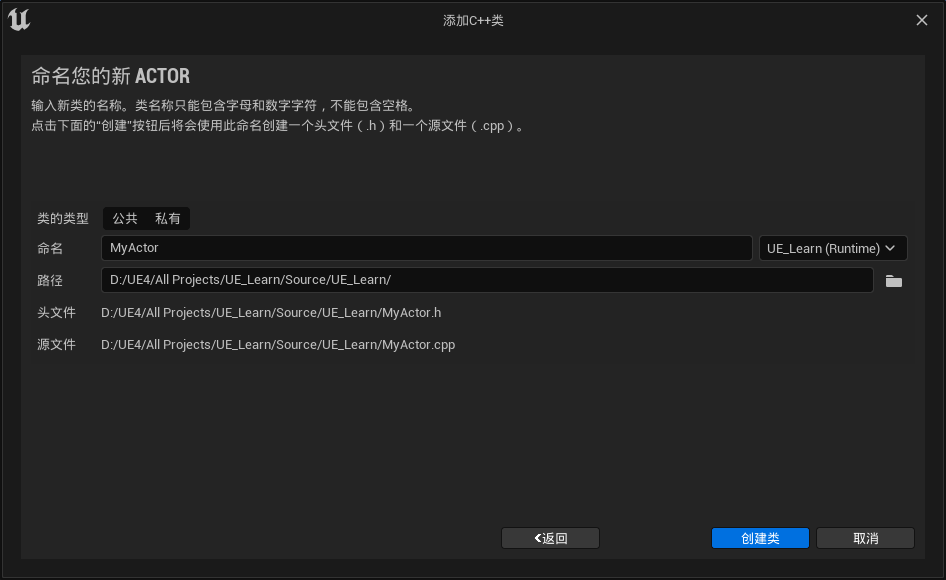 添加C++类
命名您的新 ACTOR
输入新类的名称。类名称只能包含字母和数字字符，不能包含空格。
点击下面的“创建”按钮后将会使用此命名创建一个头文件（.h）和一个源文件（.cpp）。
类的类型 公共 私有
命名 MyActor UE_Learn (Runtime)
路径 D:/UE4/All Projects/UE_Learn/Source/UE_Learn/
头文件 D:/UE4/All Projects/UE_Learn/Source/UE_Learn/MyActor.h
源文件 D:/UE4/All Projects/UE_Learn/Source/UE_Learn/MyActor.cpp
返回 创建类 取消